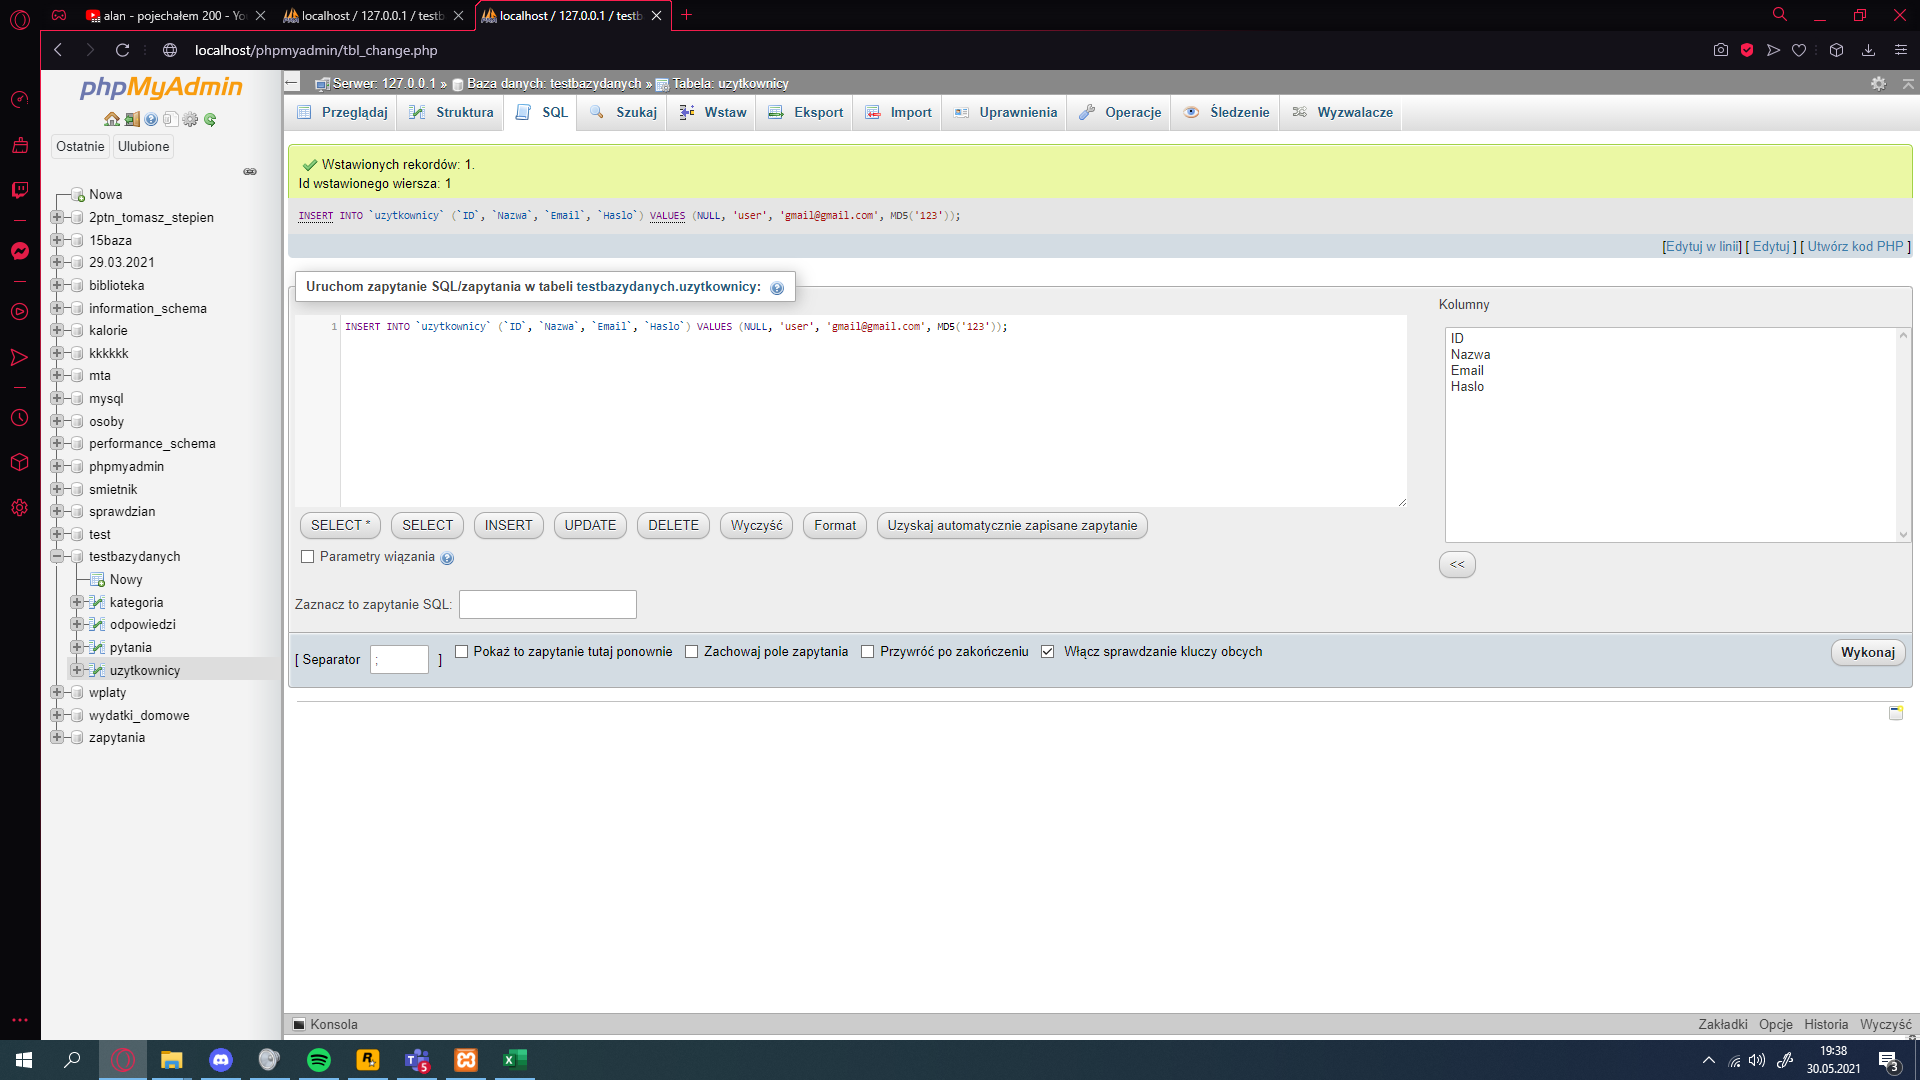 alan - pojechałem 200 - Yo
localhost / 127.0.0.1 / testb
localhost / 127.0.0.1 / testb
localhost/phpmyadmin/tbl_change.php
phpMyAdmin
Ostatnie
Ulubione
Nowa
2ptn_tomasz_stepien
15baza
29.03.2021
biblioteka
information_schema
kalorie
kkkkkk
mta
mysql
osoby
performance_schema
phpmyadmin
smietnik
sprawdzian
test
testbazydanych
Nowy
kategoria
odpowiedzi
pytania
uzytkownicy
wplaty
wydatki_domowe
zapytania
Serwer: 127.0.0.1 » Baza danych: testbazydanych » Tabela: uzytkownicy
Przeglądaj
Struktura
SQL
Szukaj
Wstaw
Eksport
Import
Uprawnienia
Operacje
Śledzenie
Wyzwalacze
Wstawionych rekordów: 1.
Id wstawionego wiersza: 1
INSERT INTO `uzytkownicy` (`ID`, `Nazwa`, `Email`, `Haslo`) VALUES (NULL, 'user', 'gmail@gmail.com', MD5('123'));
[Edytuj w linii] [ Edytuj ] [ Utwórz kod PHP ]
Uruchom zapytanie SQL/zapytania w tabeli testbazydanych.uzytkownicy:
1 INSERT INTO `uzytkownicy` (`ID`, `Nazwa`, `Email`, `Haslo`) VALUES (NULL, 'user', 'gmail@gmail.com', MD5('123'));
Kolumny
ID
Nazwa
Email
Haslo
<<
SELECT *
SELECT
INSERT
UPDATE
DELETE
Wyczyść
Format
Uzyskaj automatycznie zapisane zapytanie
Parametry wiązania
Zaznacz to zapytanie SQL:
[ Separator ; ]
Pokaż to zapytanie tutaj ponownie
Zachowaj pole zapytania
Przywróć po zakończeniu
Włącz sprawdzanie kluczy obcych
Wykonaj
Konsola
Zakładki
Opcje
Historia
Wyczyść
5
19:38
30.05.2021
3